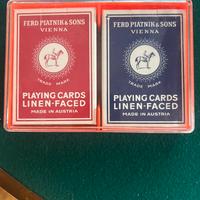 FERD PIATNIK & SONS
VIENNA
TRADE MARK
PLAYING CARDS
LINEN-FACED
MADE IN AUSTRIA
FERD PIATNIK & SONS
VIENNA
TRADE MARK
PLAYING CARDS
LINEN-FACED
MADE IN AUSTRIA